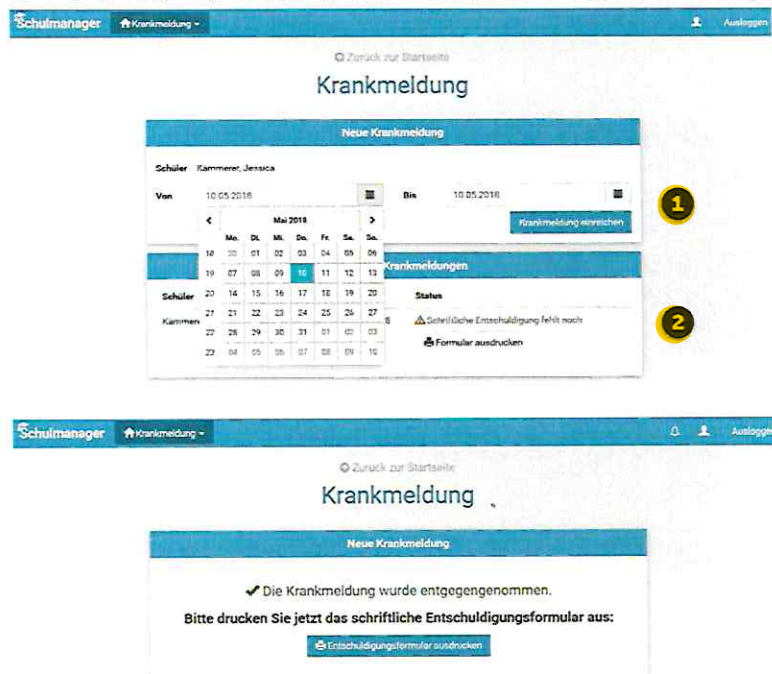 Schulmanager Krankmeldung Ausloggen
Zurück zur Startseite
Krankmeldung
Neue Krankmeldung
Schüler Kammerer, Jessica
Von 10.05.2018 Bis 10.05.2018
1
Krankmeldung einreichen
Mai 2018
Mo. Di. Mi. Do. Fr. Sa. So.
18 30 01 02 03 04 05 06
19 07 08 09 10 11 12 13
20 14 15 16 17 18 19 20
21 21 22 23 24 25 26 27
22 28 29 30 31 01 02 03
23 04 05 06 07 08 09 10
Krankmeldungen
Schüler Status
Kammer 8 Schriftliche Entschuldigung fehlt noch
2
Formular ausdrucken
Schulmanager Krankmeldung Ausloggen
Zurück zur Startseite
Krankmeldung
Neue Krankmeldung
Die Krankmeldung wurde entgegengenommen.
Bitte drucken Sie jetzt das schriftliche Entschuldigungsformular aus:
Entschuldigungsformular ausdrucken